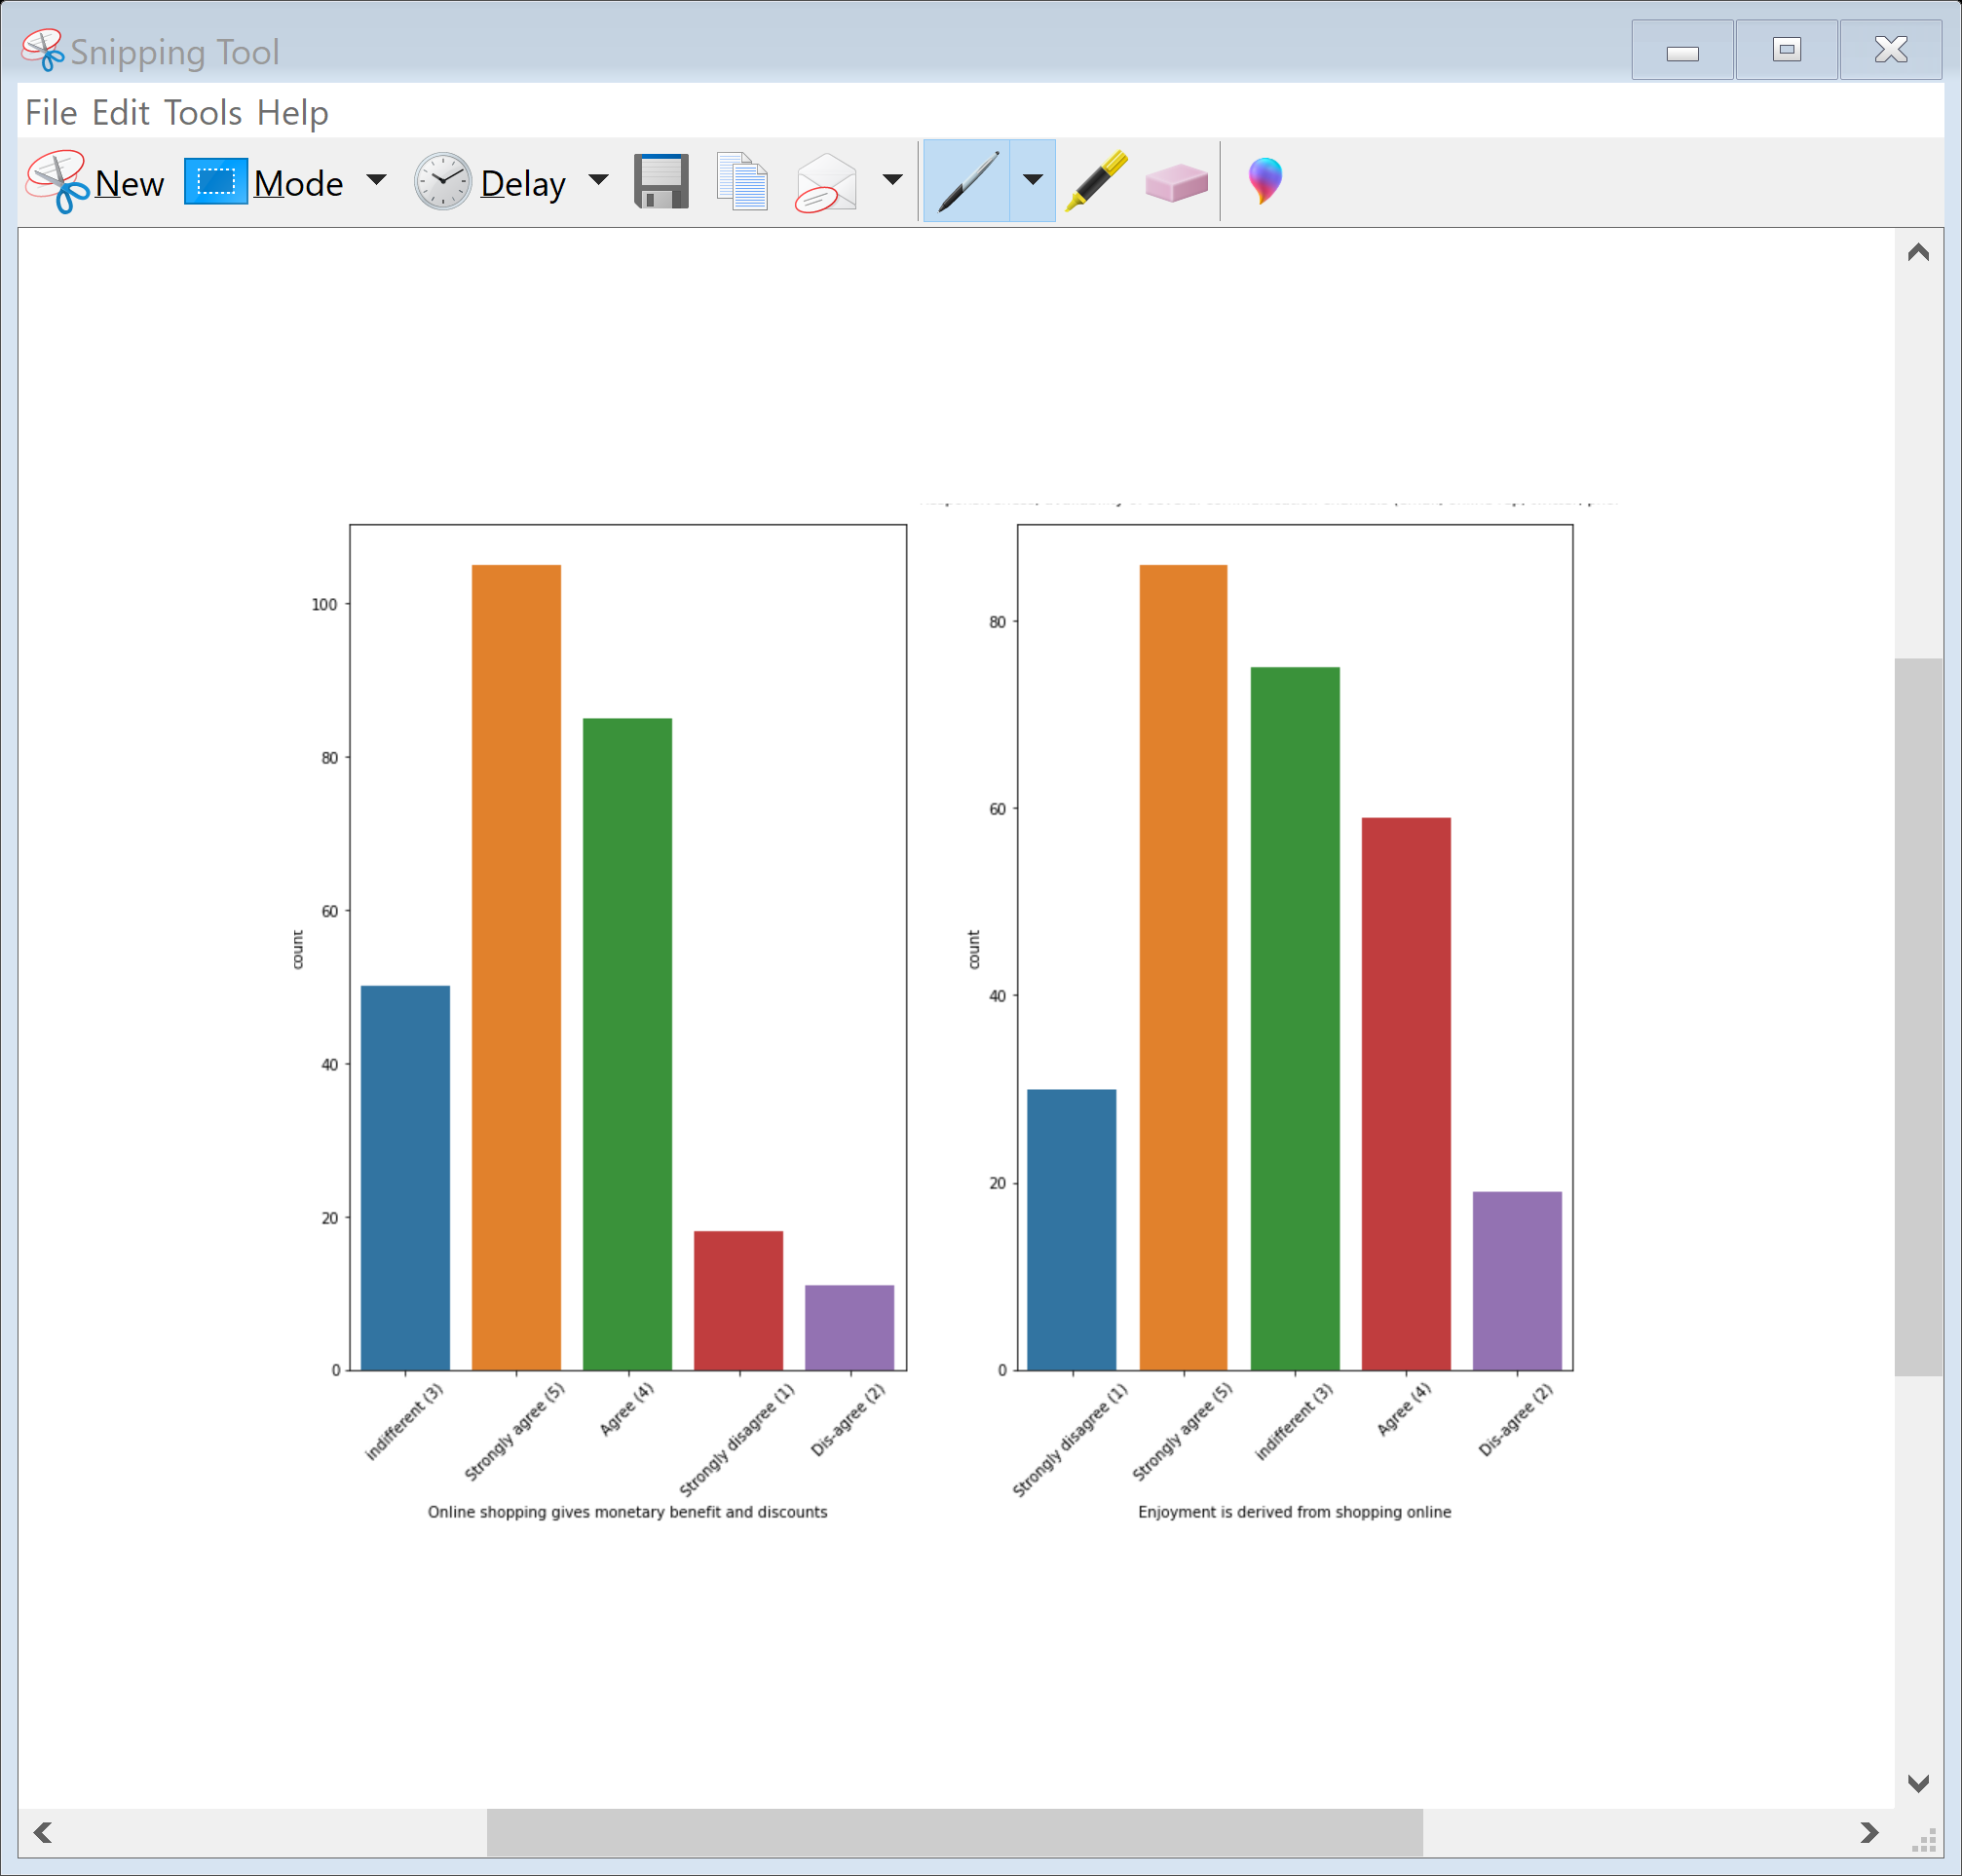 Snipping Tool
File Edit Tools Help
New Mode Delay
100
80
60
40
20
0
count
indifferent (3)
Strongly agree (5)
Agree (4)
Strongly disagree (1)
Dis-agree (2)
Online shopping gives monetary benefit and discounts
80
60
40
20
0
count
Strongly disagree (1)
Strongly agree (5)
indifferent (3)
Agree (4)
Dis-agree (2)
Enjoyment is derived from shopping online